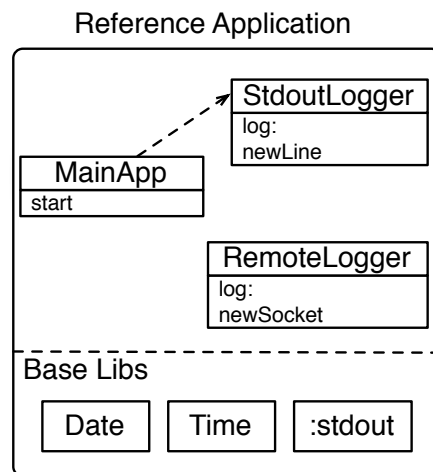 Reference Application
StdoutLogger
log:
newLine
MainApp
start
RemoteLogger
log:
newSocket
Base Libs
Date
Time
:stdout